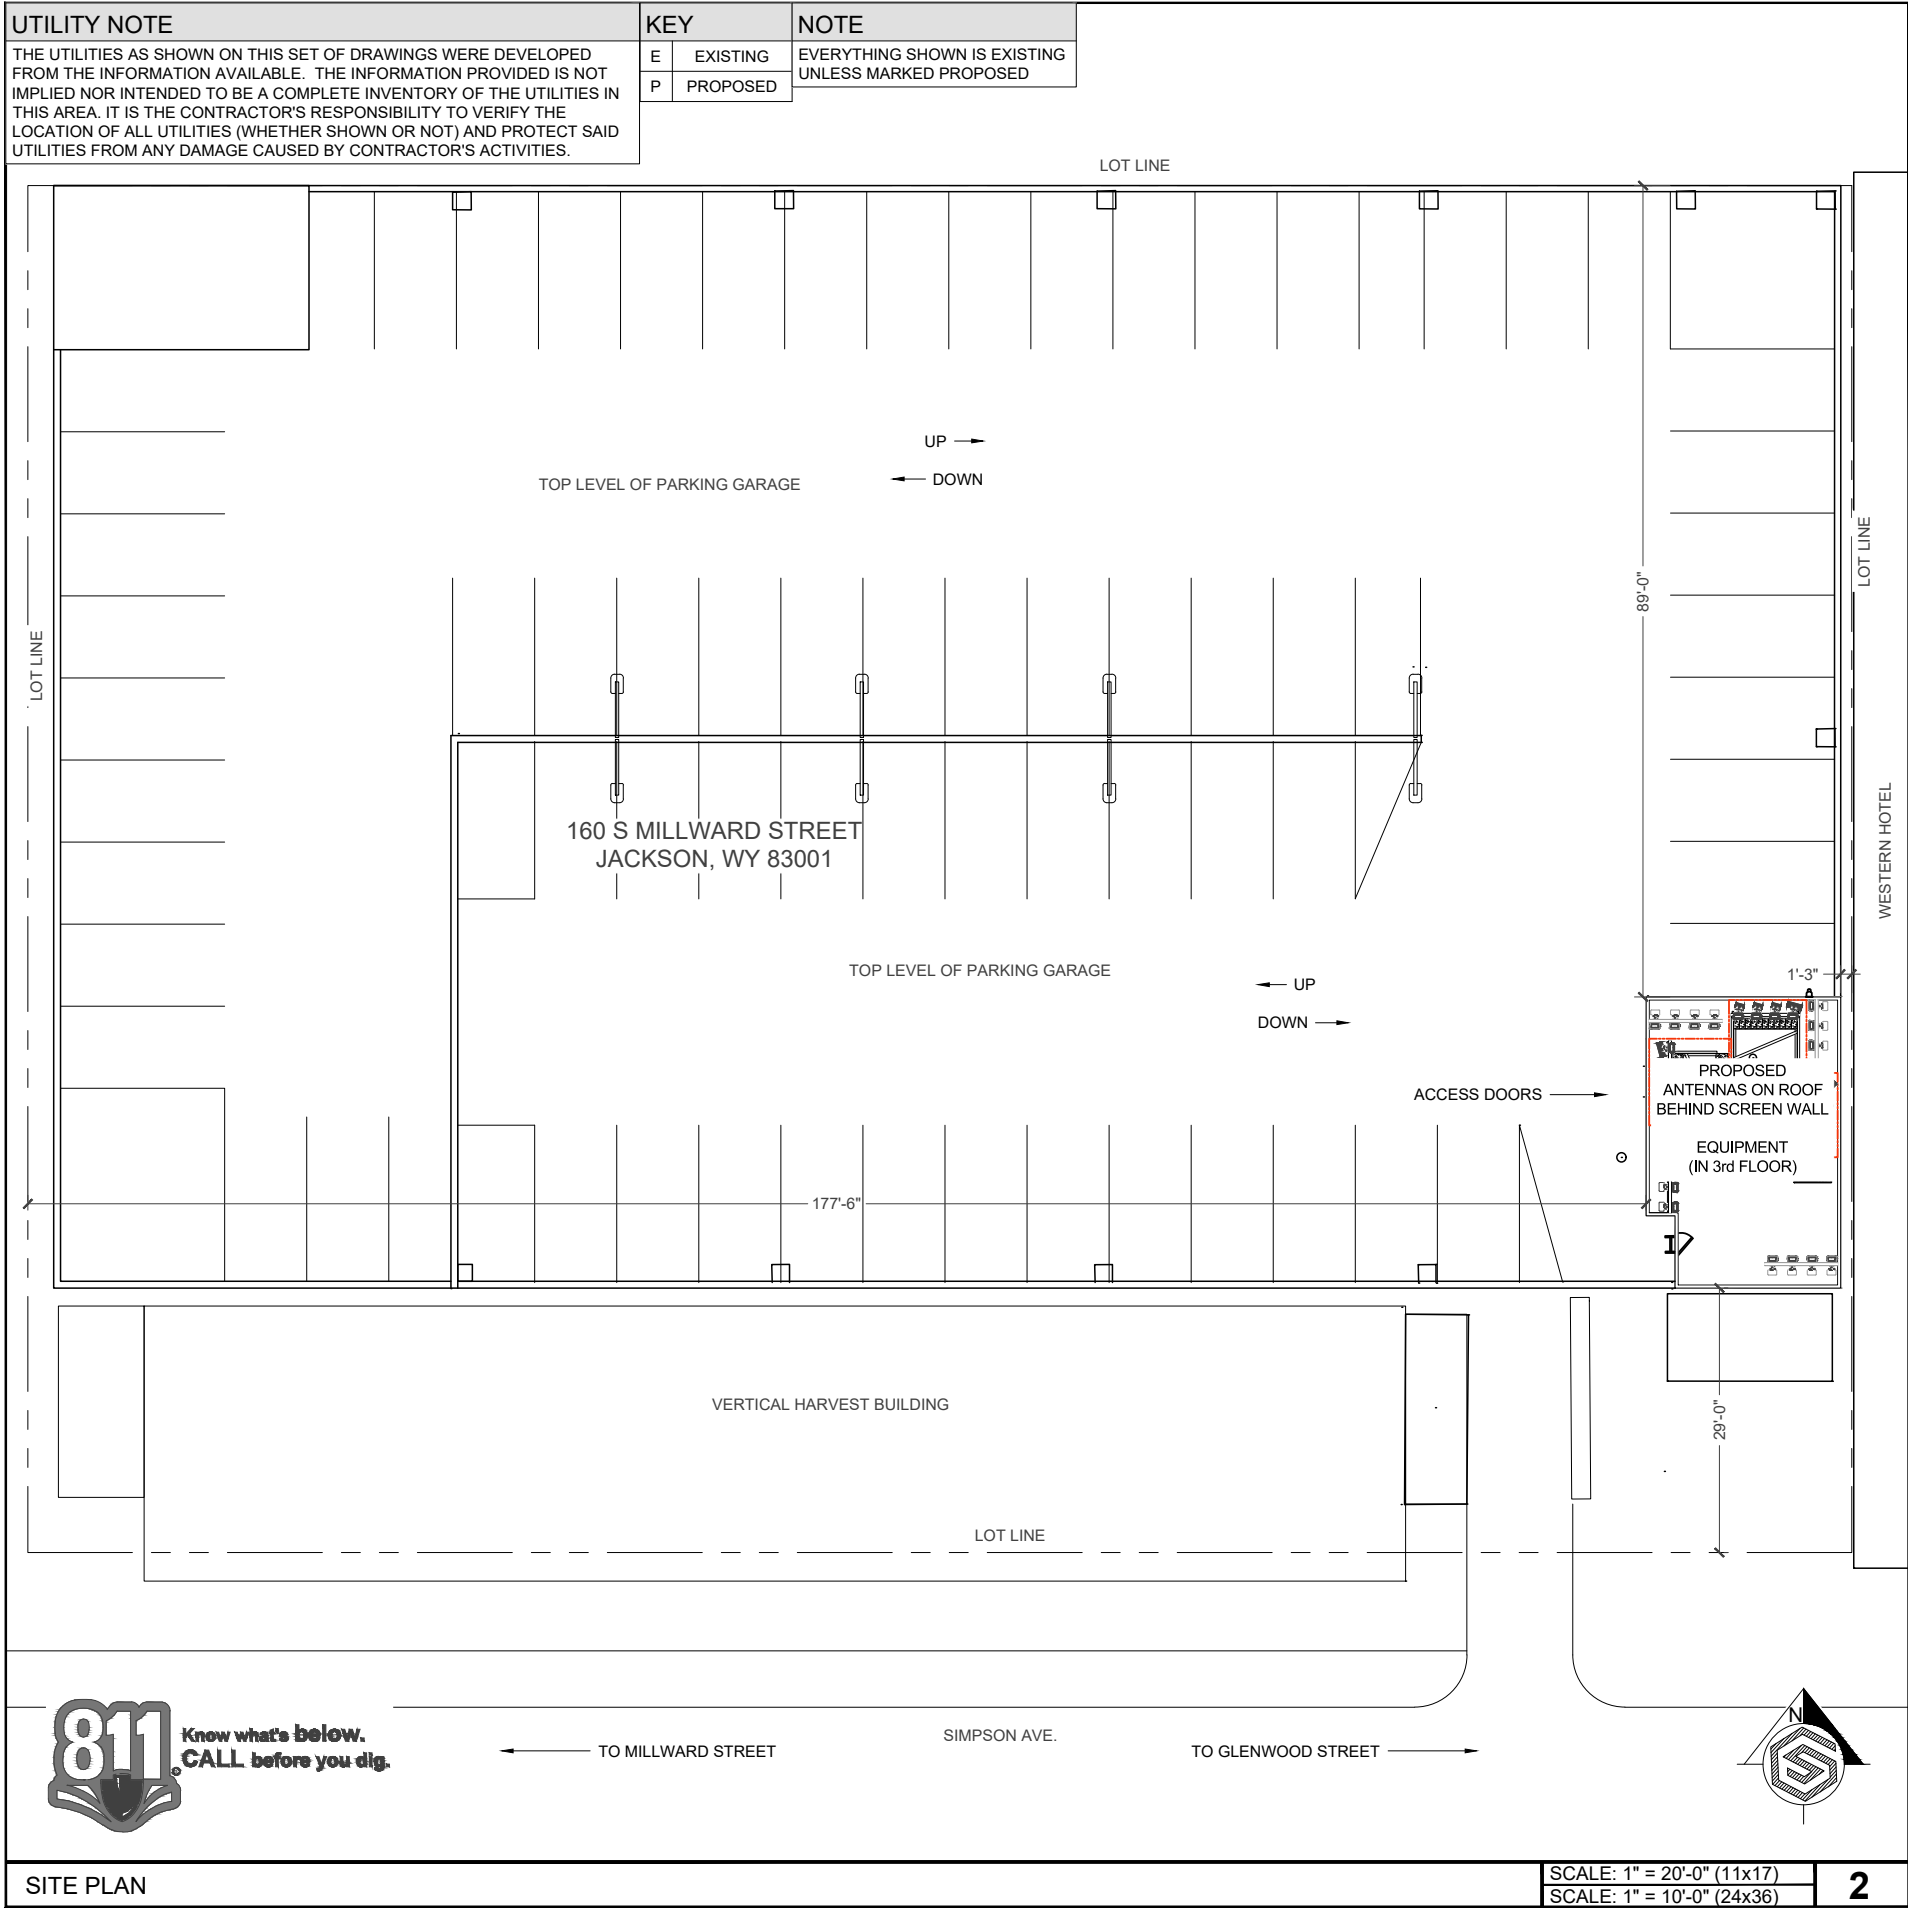 UTILITY NOTE
THE UTILITIES AS SHOWN ON THIS SET OF DRAWINGS WERE DEVELOPED
FROM THE INFORMATION AVAILABLE. THE INFORMATION PROVIDED IS NOT
IMPLIED NOR INTENDED TO BE A COMPLETE INVENTORY OF THE UTILITIES IN
THIS AREA. IT IS THE CONTRACTOR'S RESPONSIBILITY TO VERIFY THE
LOCATION OF ALL UTILITIES (WHETHER SHOWN OR NOT) AND PROTECT SAID
UTILITIES FROM ANY DAMAGE CAUSED BY CONTRACTOR'S ACTIVITIES.
KEY
E EXISTING
P PROPOSED
NOTE
EVERYTHING SHOWN IS EXISTING
UNLESS MARKED PROPOSED
LOT LINE
UP
DOWN
TOP LEVEL OF PARKING GARAGE
LOT LINE
89'-0"
LOT LINE
160 S MILLWARD STREET
JACKSON, WY 83001
WESTERN HOTEL
TOP LEVEL OF PARKING GARAGE
UP
DOWN
1'-3"
ACCESS DOORS
PROPOSED
ANTENNAS ON ROOF
BEHIND SCREEN WALL
EQUIPMENT
(IN 3rd FLOOR)
177'-6"
VERTICAL HARVEST BUILDING
29'-0"
LOT LINE
811
Know what's below.
CALL before you dig.
TO MILLWARD STREET
SIMPSON AVE.
TO GLENWOOD STREET
N
SITE PLAN
SCALE: 1" = 20'-0" (11x17)
SCALE: 1" = 10'-0" (24x36)
2